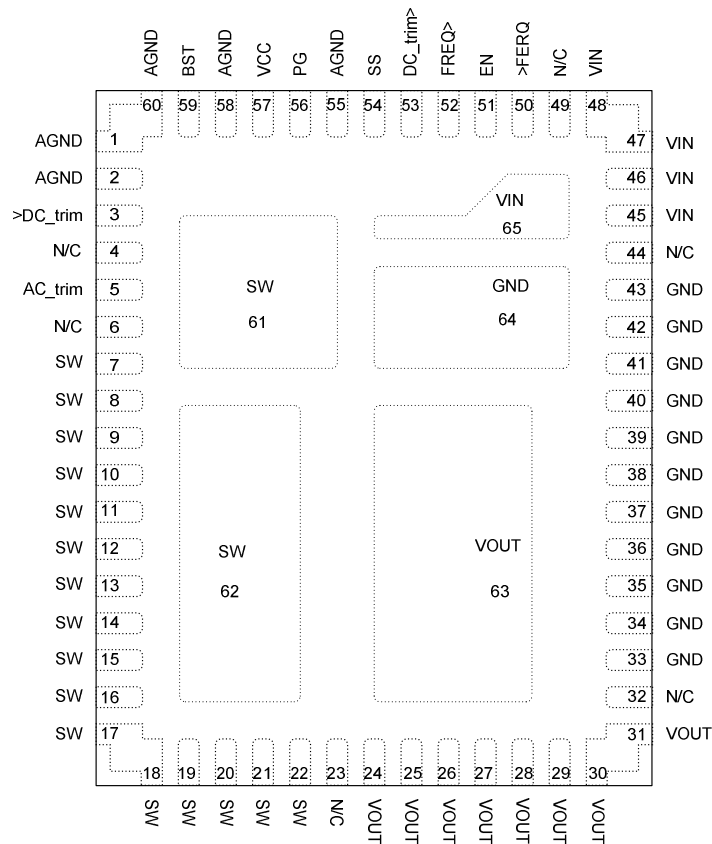 AGND
BST
AGND
VCC
PG
AGND
SS
DC_trim>
FREQ>
EN
>FERQ
N/C
VIN
60
59
58
57
56
55
54
53
52
51
50
49
48
AGND 1
47 VIN
AGND 2
46 VIN
>DC_trim 3
45 VIN
N/C 4
44 N/C
AC_trim 5
43 GND
N/C 6
42 GND
SW 7
41 GND
SW 8
40 GND
SW 9
39 GND
SW 10
38 GND
SW 11
37 GND
SW 12
36 GND
SW 13
35 GND
SW 14
34 GND
SW 15
33 GND
SW 16
32 N/C
SW 17
31 VOUT
VIN
65
SW
61
GND
64
SW
62
VOUT
63
18
19
20
21
22
23
24
25
26
27
28
29
30
SW
SW
SW
SW
SW
N/C
VOUT
VOUT
VOUT
VOUT
VOUT
VOUT
VOUT